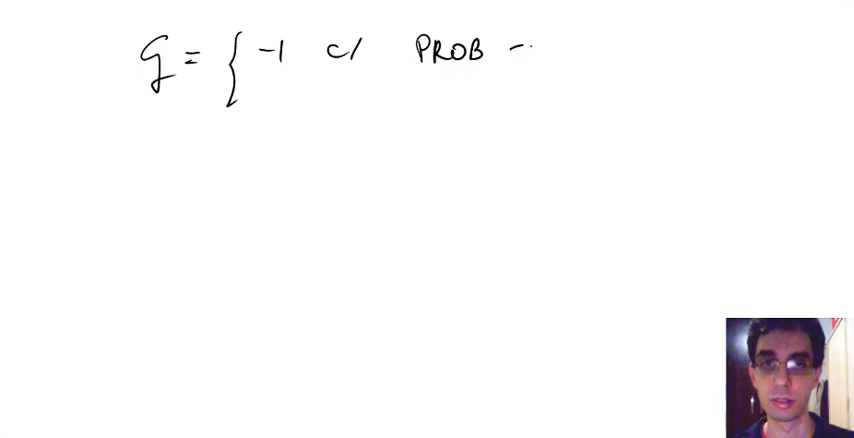 G = { -1 c/ PROB -